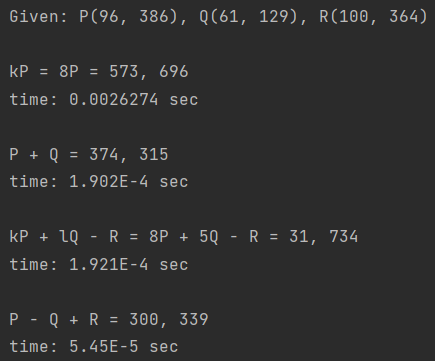 Given: P(96, 386), Q(61, 129), R(100, 364)
kP = 8P = 573, 696
time: 0.0026274 sec
P + Q = 374, 315
time: 1.902E-4 sec
kP + lQ - R = 8P + 5Q - R = 31, 734
time: 1.921E-4 sec
P - Q + R = 300, 339
time: 5.45E-5 sec